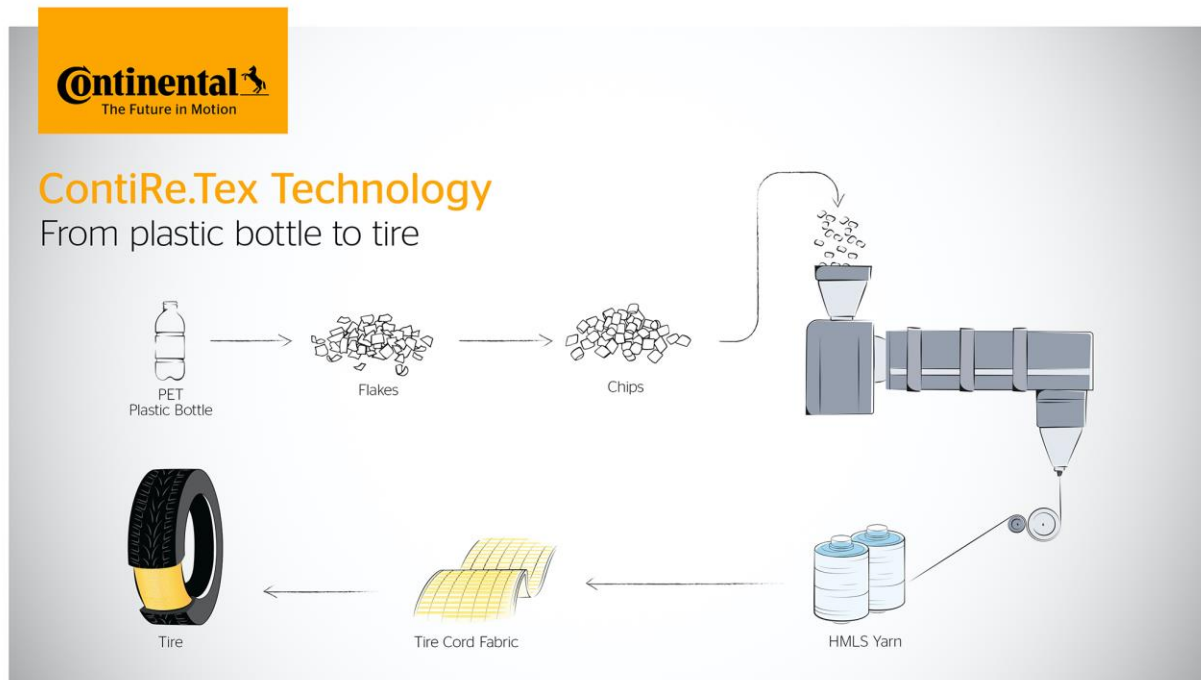 Continental
The Future in Motion
ContiRe.Tex Technology
From plastic bottle to tire
PET
Plastic Bottle
Flakes
Chips
Tire
Tire Cord Fabric
HMLS Yarn